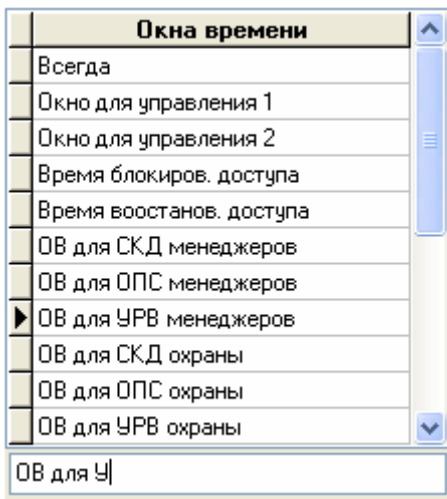 Окна времени
Всегда
Окно для управления 1
Окно для управления 2
Время блокиров. доступа
Время воостанов. доступа
ОВ для СКД менеджеров
ОВ для ОПС менеджеров
ОВ для УРВ менеджеров
ОВ для СКД охраны
ОВ для ОПС охраны
ОВ для УРВ охраны
ОВ для У